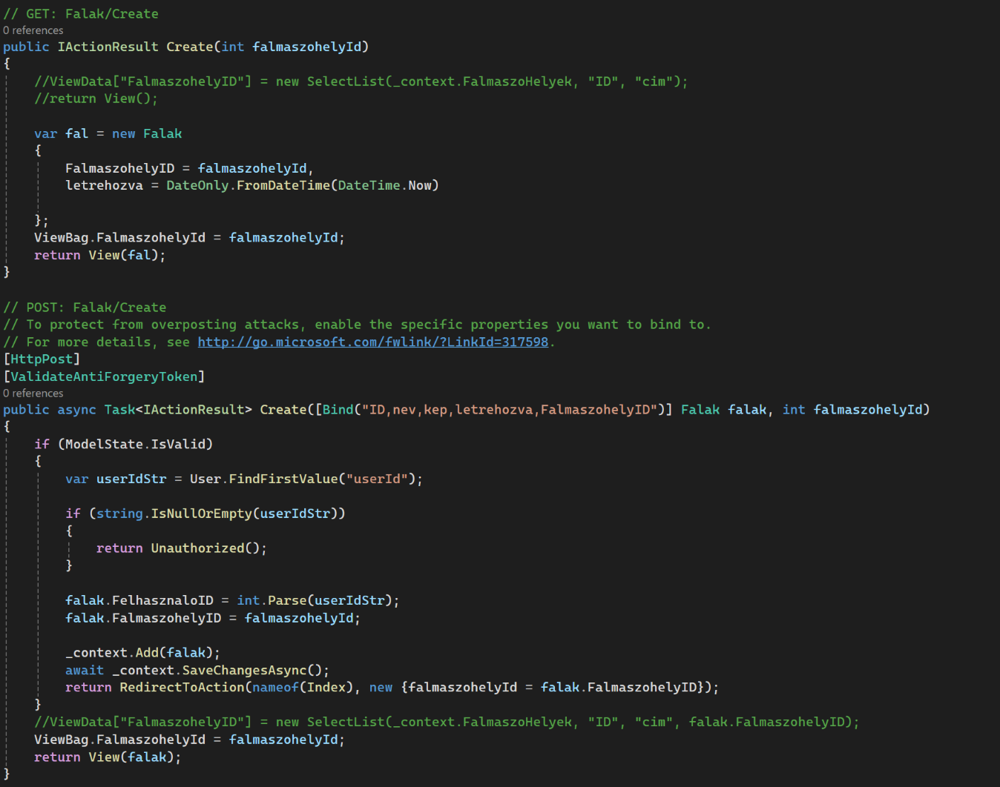 // GET: Falak/Create
0 references
public IActionResult Create(int falmaszohelyId)
{
    //ViewData["FalmaszohelyID"] = new SelectList(_context.FalmaszoHelyek, "ID", "cim");
    //return View();

    var fal = new Falak
    {
        FalmaszohelyID = falmaszohelyId,
        letrehozva = DateOnly.FromDateTime(DateTime.Now)

    };
    ViewBag.FalmaszohelyId = falmaszohelyId;
    return View(fal);
}

// POST: Falak/Create
// To protect from overposting attacks, enable the specific properties you want to bind to.
// For more details, see http://go.microsoft.com/fwlink/?LinkId=317598.
[HttpPost]
[ValidateAntiForgeryToken]
0 references
public async Task<IActionResult> Create([Bind("ID,nev,kep,letrehozva,FalmaszohelyID")] Falak falak, int falmaszohelyId)
{
    if (ModelState.IsValid)
    {
        var userIdStr = User.FindFirstValue("userId");

        if (string.IsNullOrEmpty(userIdStr))
        {
            return Unauthorized();
        }

        falak.FelhasznaloID = int.Parse(userIdStr);
        falak.FalmaszohelyID = falmaszohelyId;

        _context.Add(falak);
        await _context.SaveChangesAsync();
        return RedirectToAction(nameof(Index), new {falmaszohelyId = falak.FalmaszohelyID});
    }
    //ViewData["FalmaszohelyID"] = new SelectList(_context.FalmaszoHelyek, "ID", "cim", falak.FalmaszohelyID);
    ViewBag.FalmaszohelyId = falmaszohelyId;
    return View(falak);
}